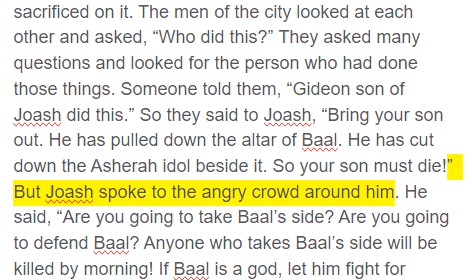 sacrificed on it. The men of the city looked at each
other and asked, “Who did this?” They asked many
questions and looked for the person who had done
those things. Someone told them, “Gideon son of
Joash did this.” So they said to Joash, “Bring your son
out. He has pulled down the altar of Baal. He has cut
down the Asherah idol beside it. So your son must die!”
But Joash spoke to the angry crowd around him. He
said, “Are you going to take Baal’s side? Are you going
to defend Baal? Anyone who takes Baal’s side will be
killed by morning! If Baal is a god, let him fight for